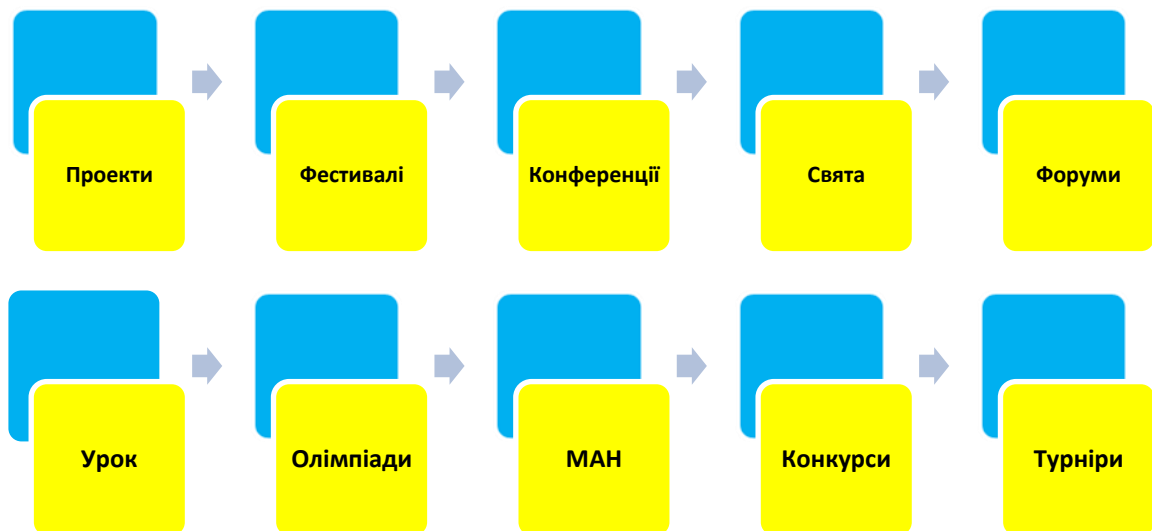 Проекти
Фестивалі
Конференції
Свята
Форуми
Урок
Олімпіади
МАН
Конкурси
Турніри